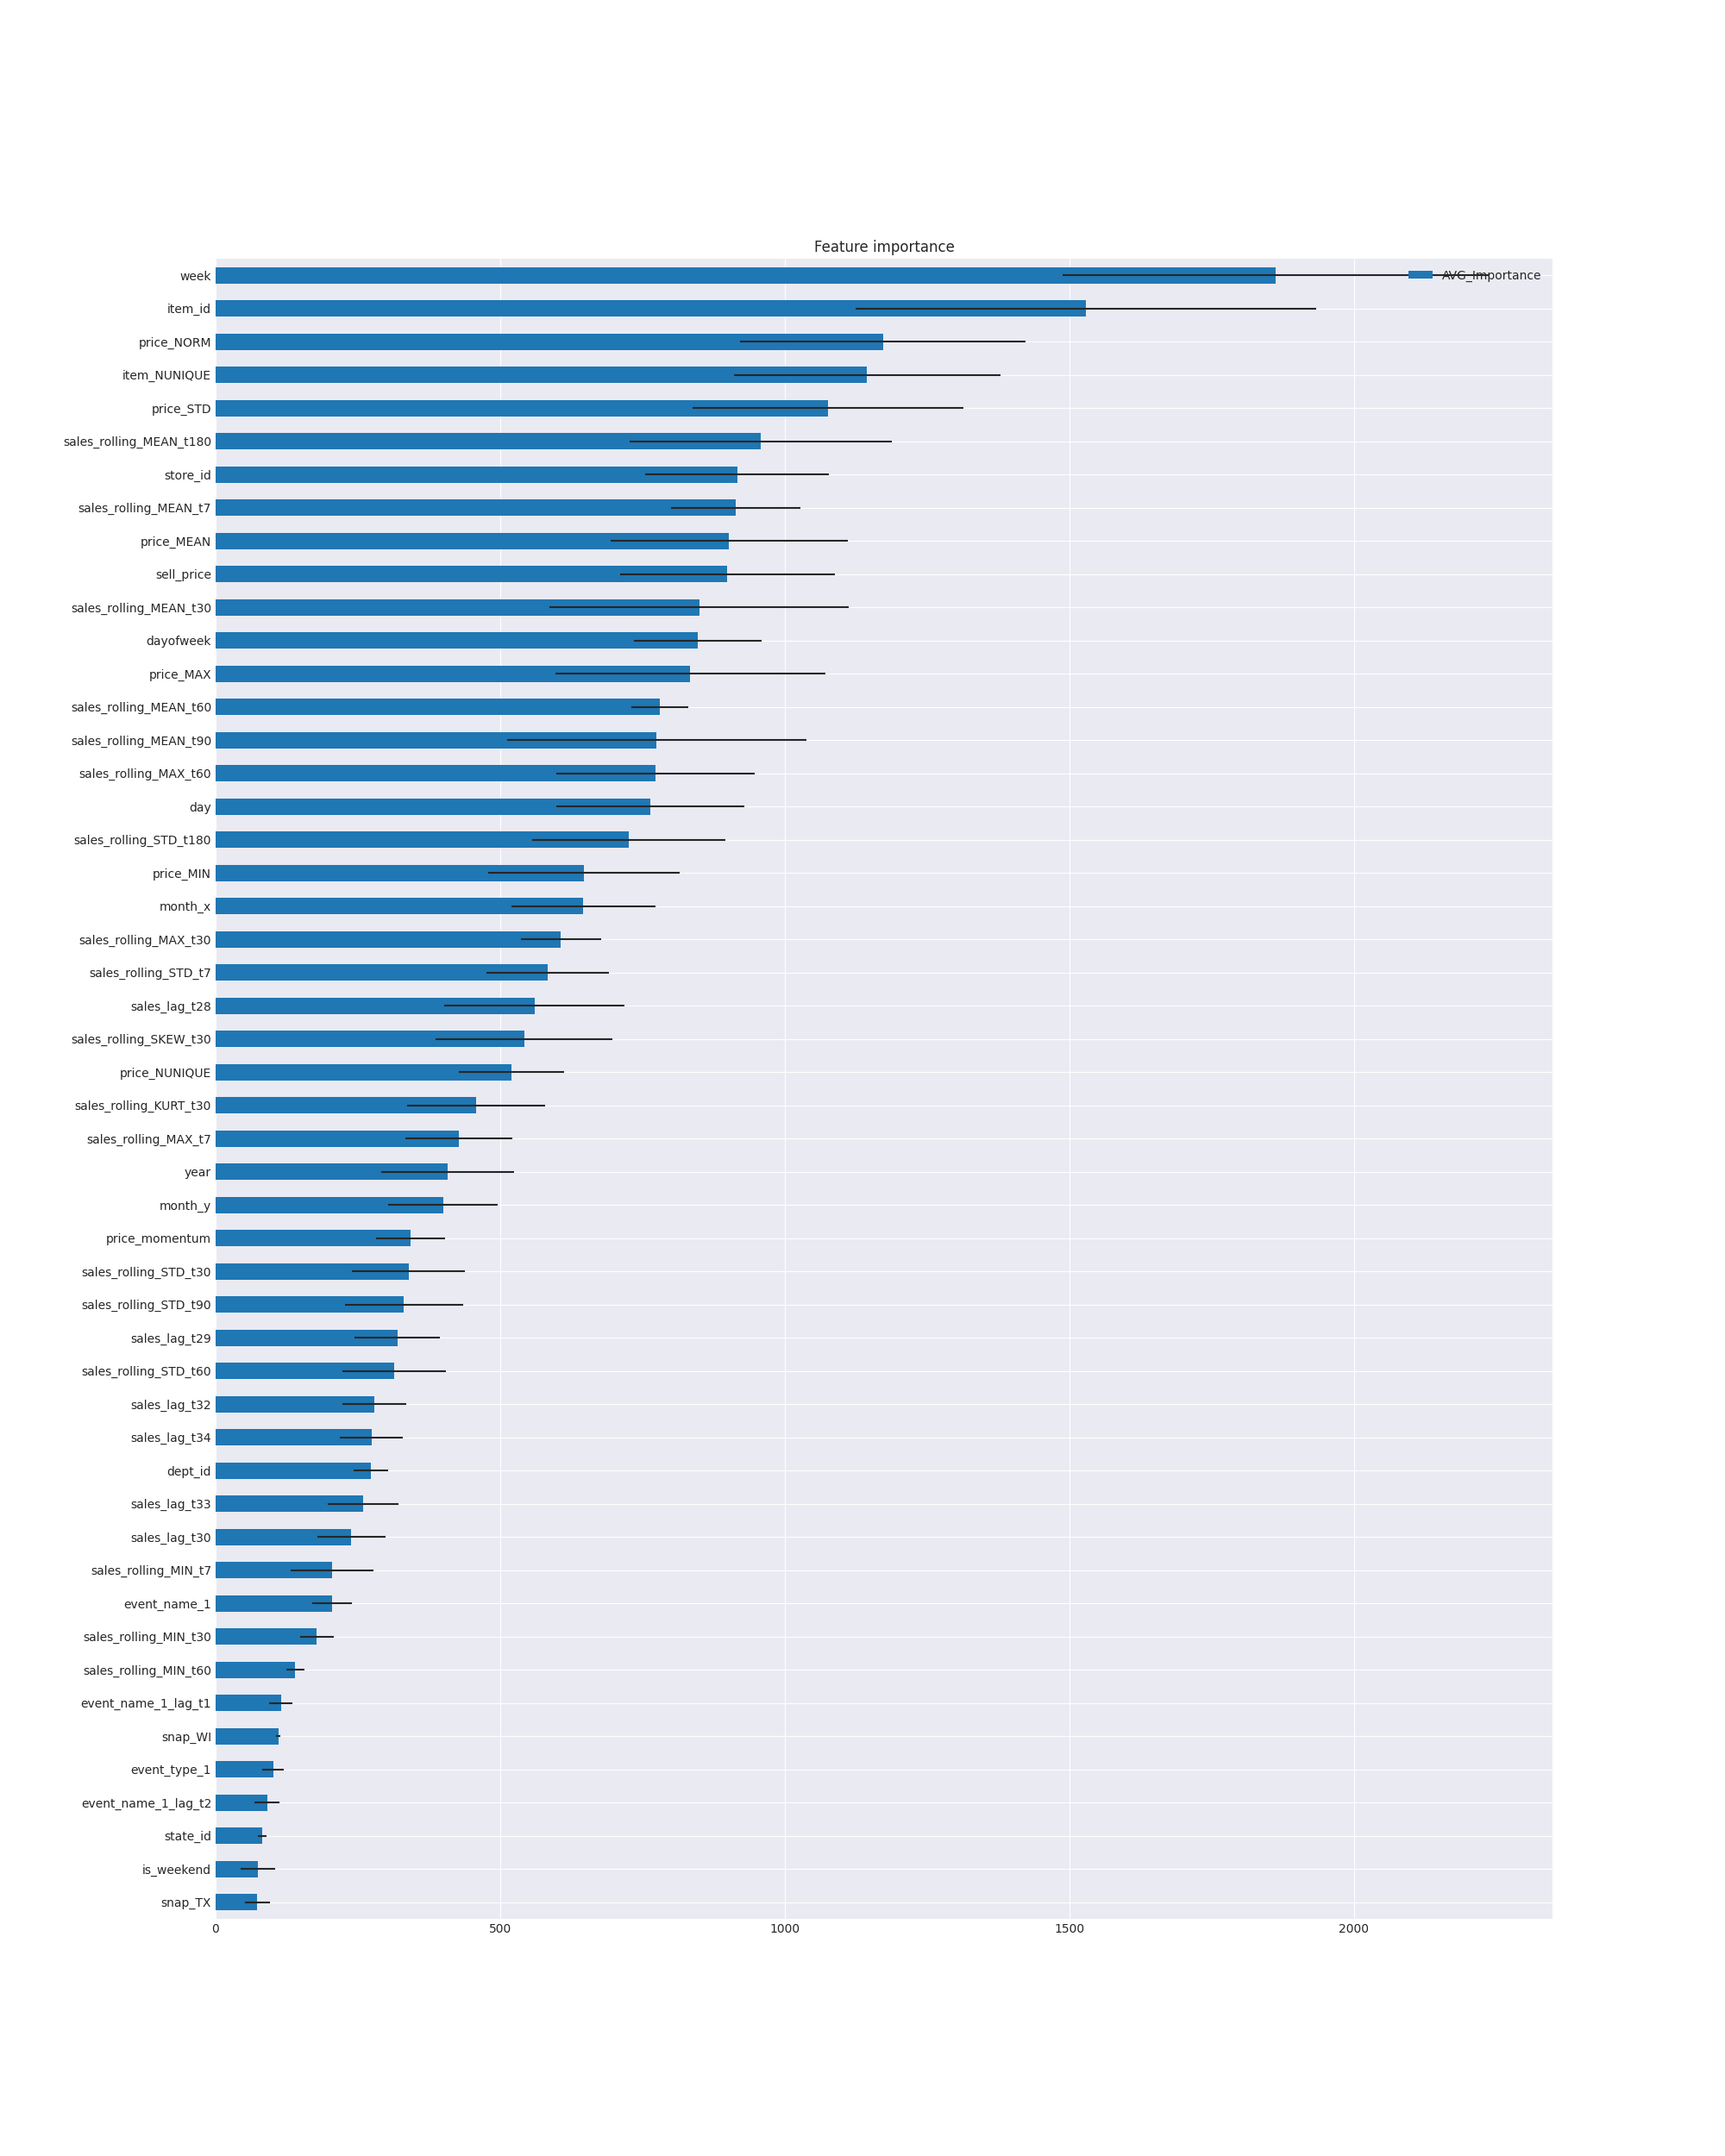 Feature importance
week
AVG_Importance
item_id
price_NORM
item_NUNIQUE
price_STD
sales_rolling_MEAN_t180
store_id
sales_rolling_MEAN_t7
price_MEAN
sell_price
sales_rolling_MEAN_t30
dayofweek
price_MAX
sales_rolling_MEAN_t60
sales_rolling_MEAN_t90
sales_rolling_MAX_t60
day
sales_rolling_STD_t180
price_MIN
month_x
sales_rolling_MAX_t30
sales_rolling_STD_t7
sales_lag_t28
sales_rolling_SKEW_t30
price_NUNIQUE
sales_rolling_KURT_t30
sales_rolling_MAX_t7
year
month_y
price_momentum
sales_rolling_STD_t30
sales_rolling_STD_t90
sales_lag_t29
sales_rolling_STD_t60
sales_lag_t32
sales_lag_t34
dept_id
sales_lag_t33
sales_lag_t30
sales_rolling_MIN_t7
event_name_1
sales_rolling_MIN_t30
sales_rolling_MIN_t60
event_name_1_lag_t1
snap_WI
event_type_1
event_name_1_lag_t2
state_id
is_weekend
snap_TX
0 500 1000 1500 2000